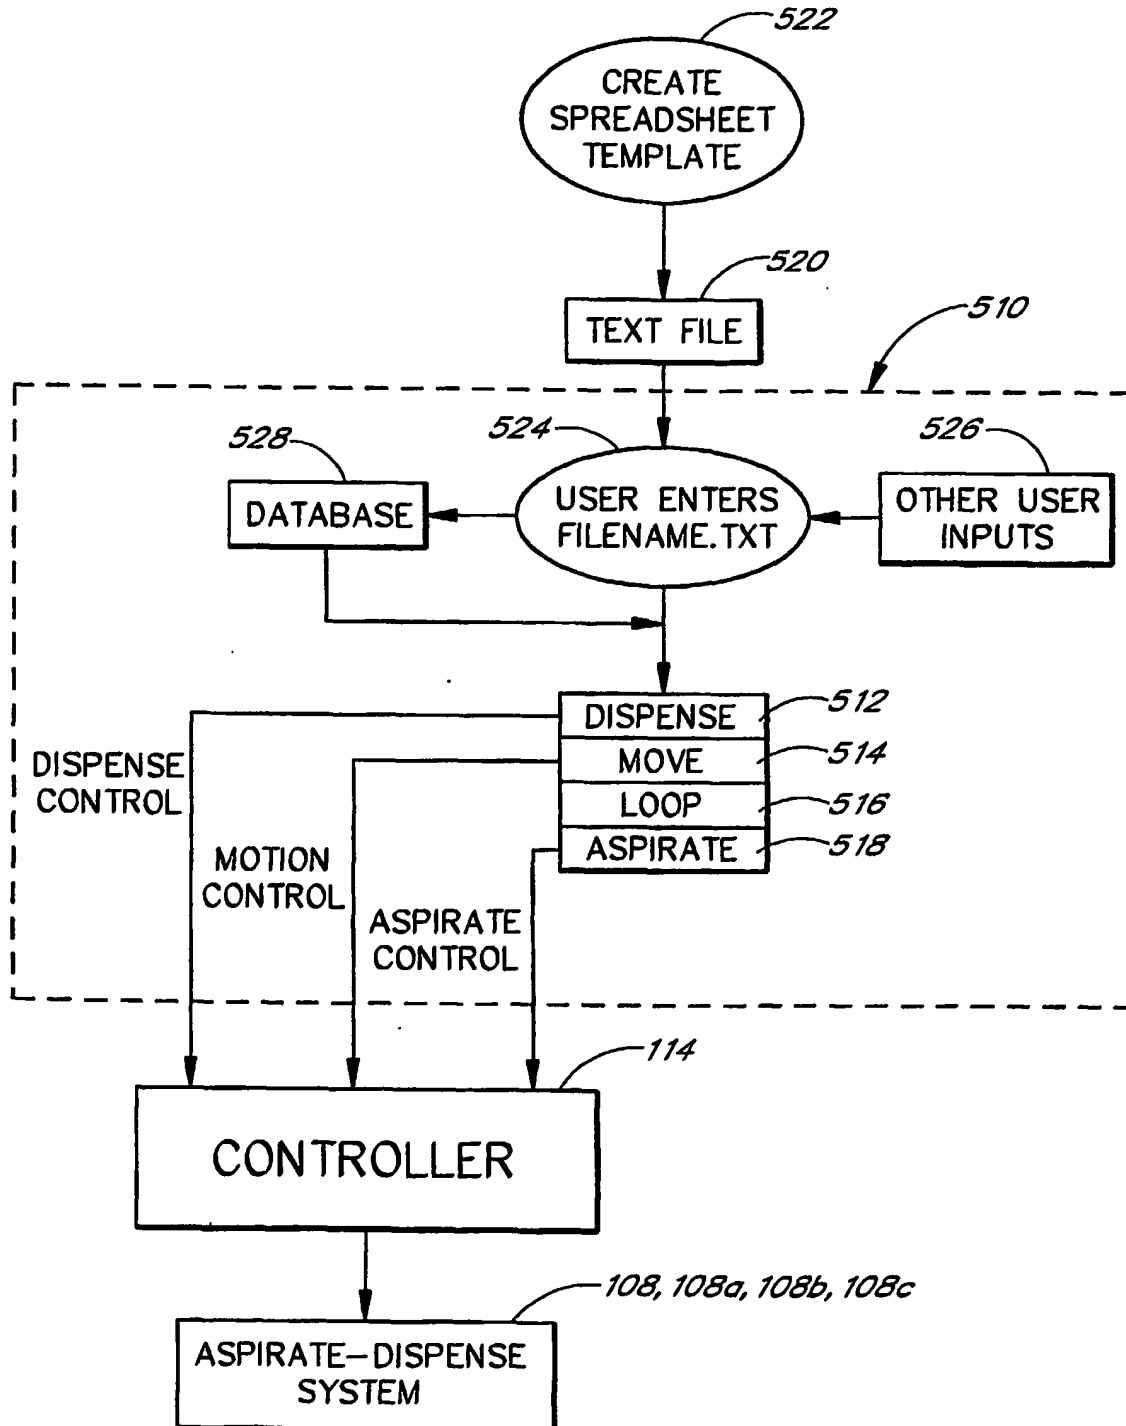 522
CREATE
SPREADSHEET
TEMPLATE
520
TEXT FILE
510
528
524
526
DATABASE
USER ENTERS
FILENAME.TXT
OTHER USER
INPUTS
DISPENSE
512
MOVE
514
LOOP
516
ASPIRATE
518
DISPENSE
CONTROL
MOTION
CONTROL
ASPIRATE
CONTROL
114
CONTROLLER
108, 108a, 108b, 108c
ASPIRATE-DISPENSE
SYSTEM